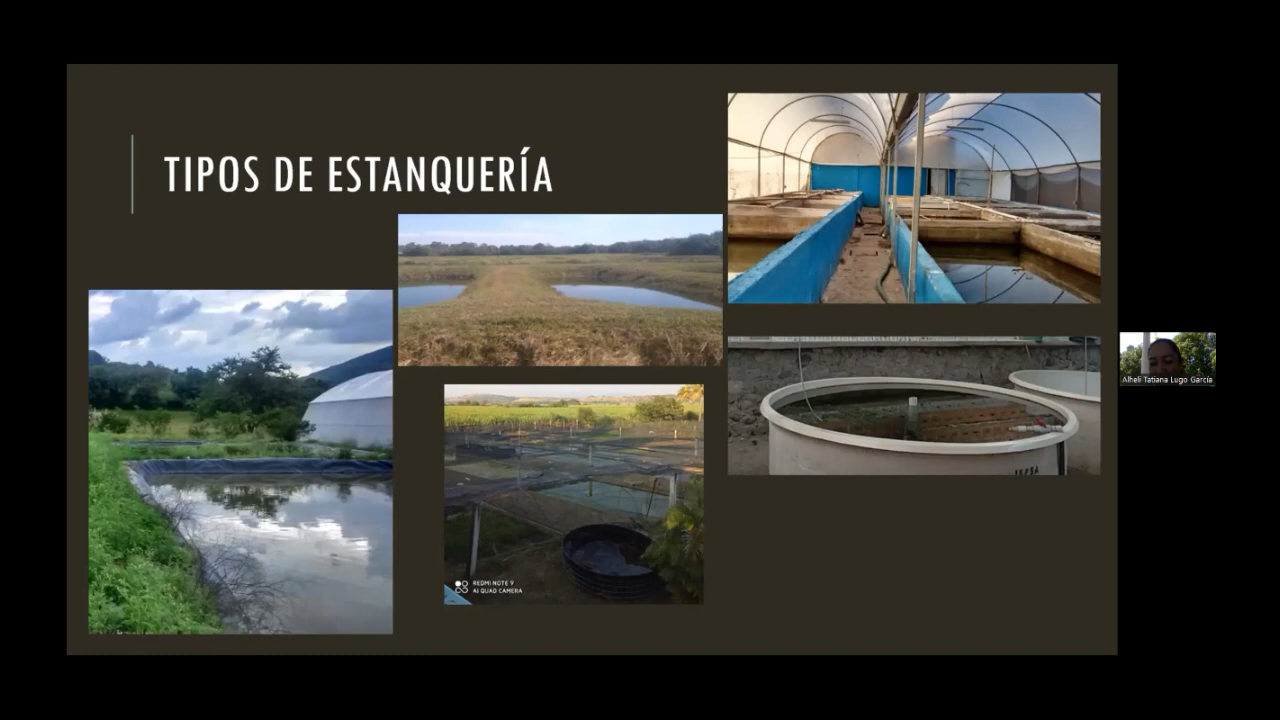 TIPOS DE ESTANQUERÍA
REDMI NOTE 9
AI QUAD CAMERA
Alheli Tatiana Lugo García